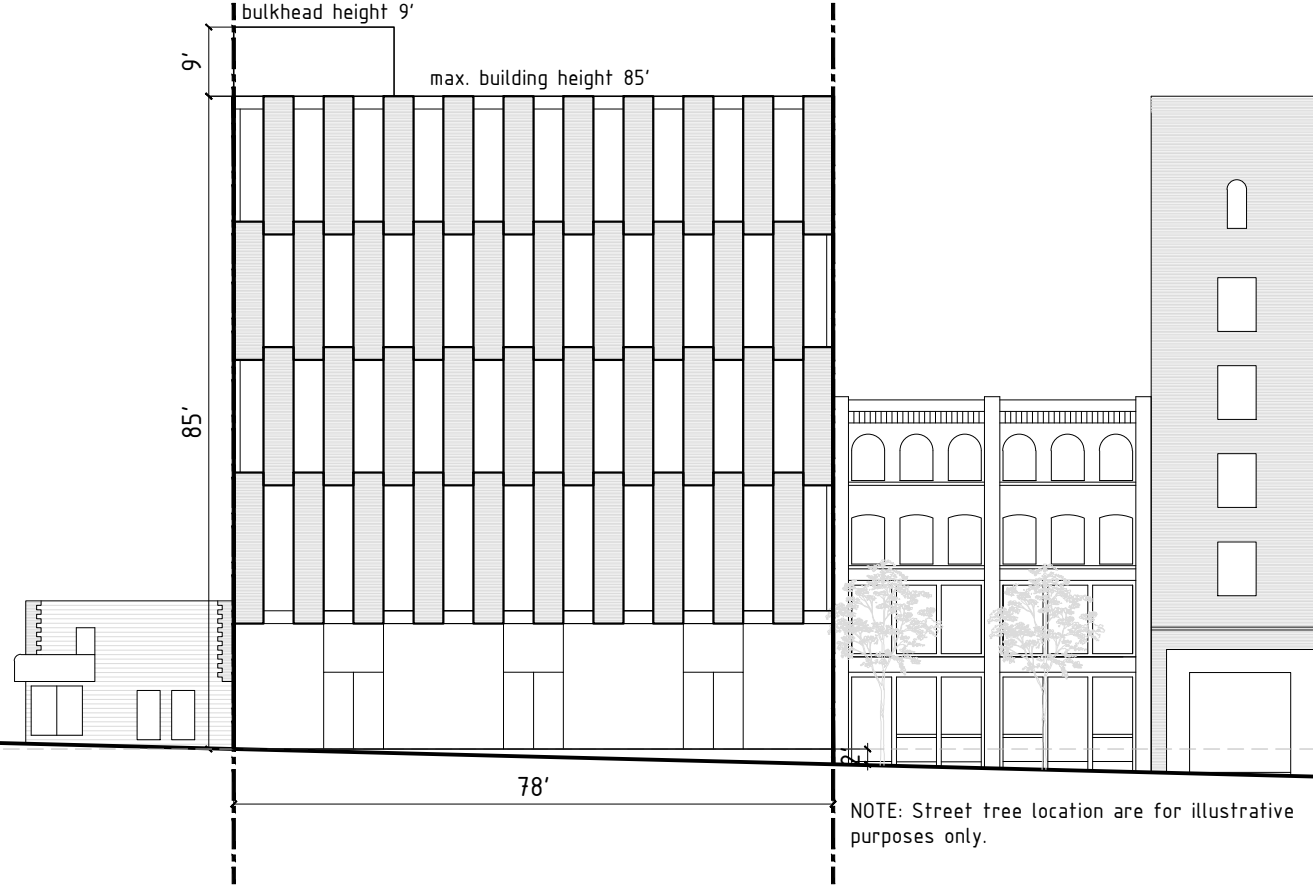 bulkhead height 9'
9'
max. building height 85'
85'
2'
78'
NOTE: Street tree location are for illustrative
purposes only.